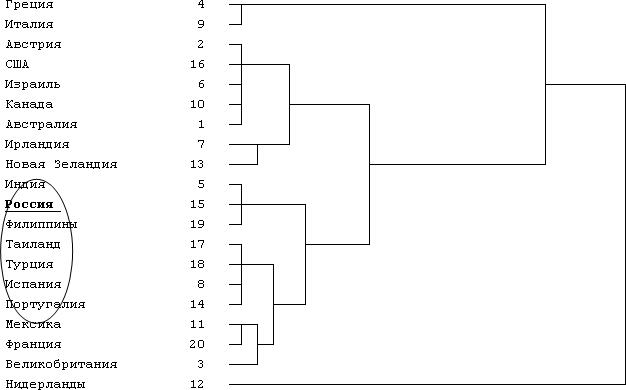 Греция 4
Италия 9
Австрия 2
США 16
Израиль 6
Канада 10
Австралия 1
Ирландия 7
Новая Зеландия 13
Индия 5
Россия 15
Филиппины 19
Таиланд 17
Турция 18
Испания 8
Португалия 14
Мексика 11
Франция 20
Великобритания 3
Нидерланды 12